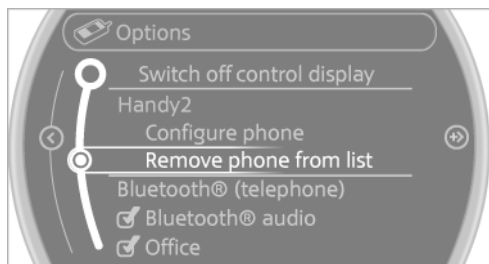 Options
Switch off control display
Handy2
Configure phone
Remove phone from list
Bluetooth® (telephone)
Bluetooth® audio
Office